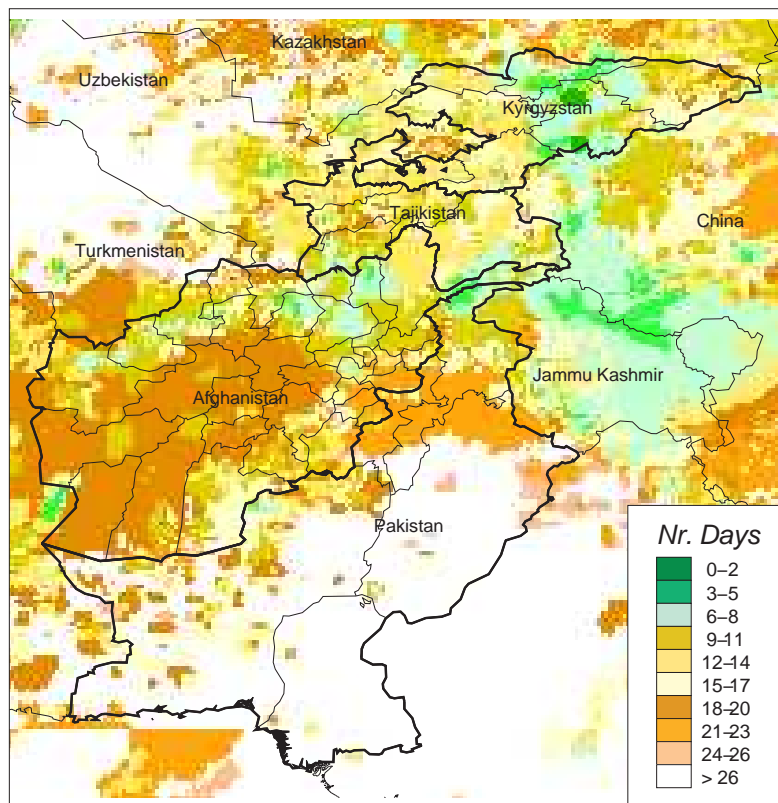 Kazakhstan
Uzbekistan
Kyrgyzstan
Tajikistan
China
Turkmenistan
Jammu Kashmir
Afghanistan
Pakistan
Nr. Days
0–2
3–5
6–8
9–11
12–14
15–17
18–20
21–23
24–26
> 26